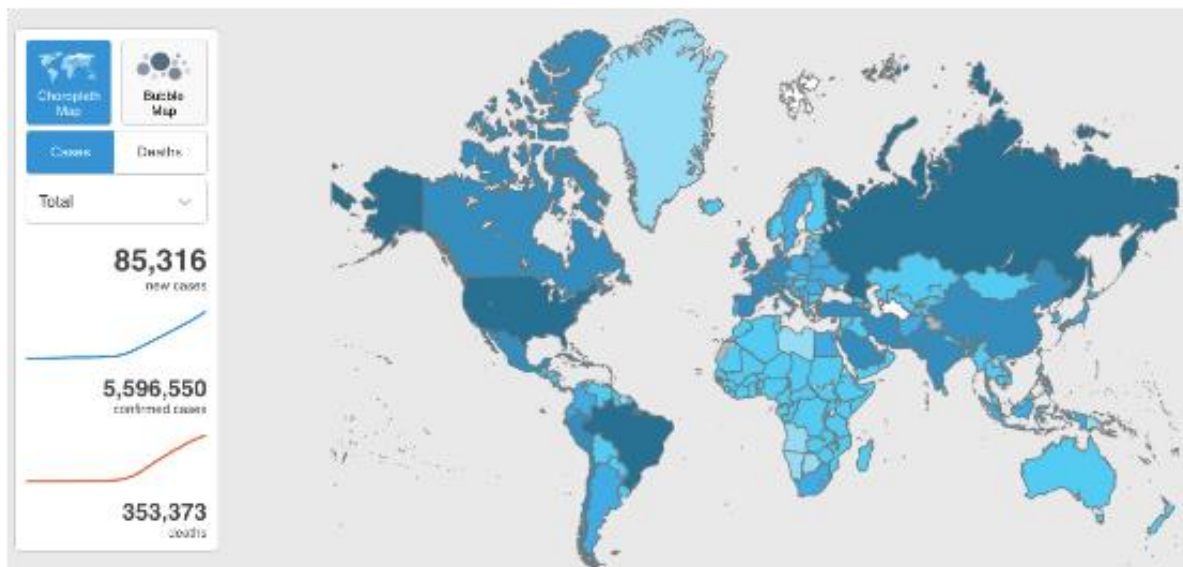 Choropleth
Map
Bubble
Map
Cases
Deaths
Total
85,316
new cases
5,596,550
confirmed cases
353,373
deaths